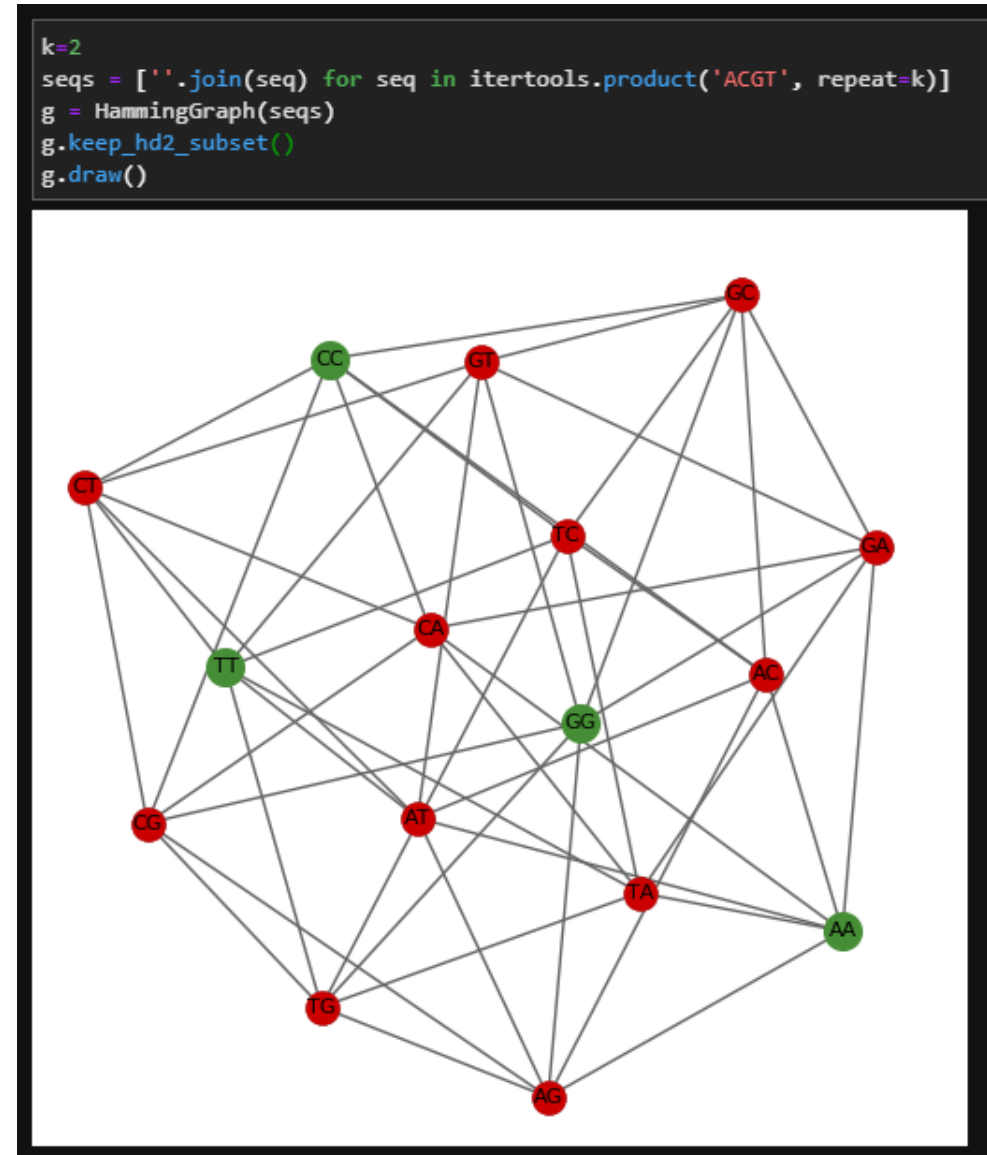 k=2
seqs = [''.join(seq) for seq in itertools.product('ACGT', repeat=k)]
g = HammingGraph(seqs)
g.keep_hd2_subset()
g.draw()
GC
CC
GT
CT
TC
GA
CA
TT
AC
GG
CG
AT
TA
AA
TG
AG